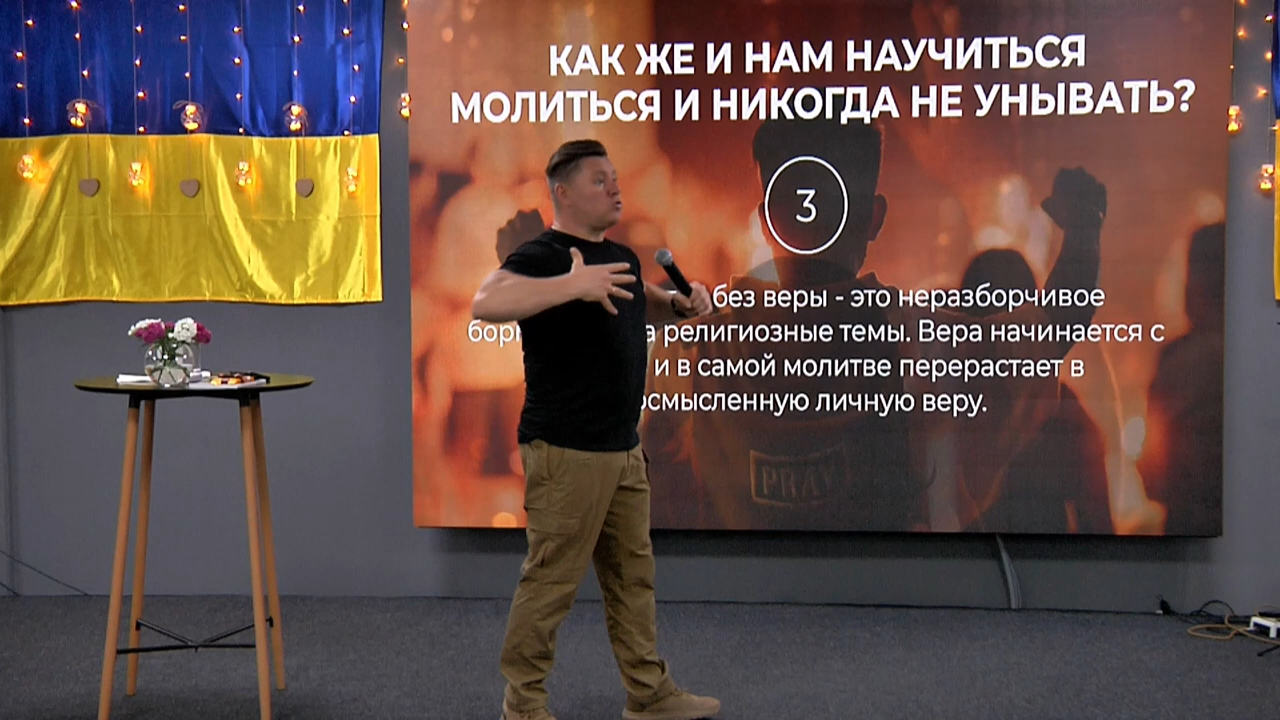 КАК ЖЕ И НАМ НАУЧИТЬСЯ
МОЛИТЬСЯ И НИКОГДА НЕ УНЫВАТЬ?
3
без веры - это неразборчивое
религиозные темы. Вера начинается с
и в самой молитве перерастает в
осмысленную личную веру.
PRAY